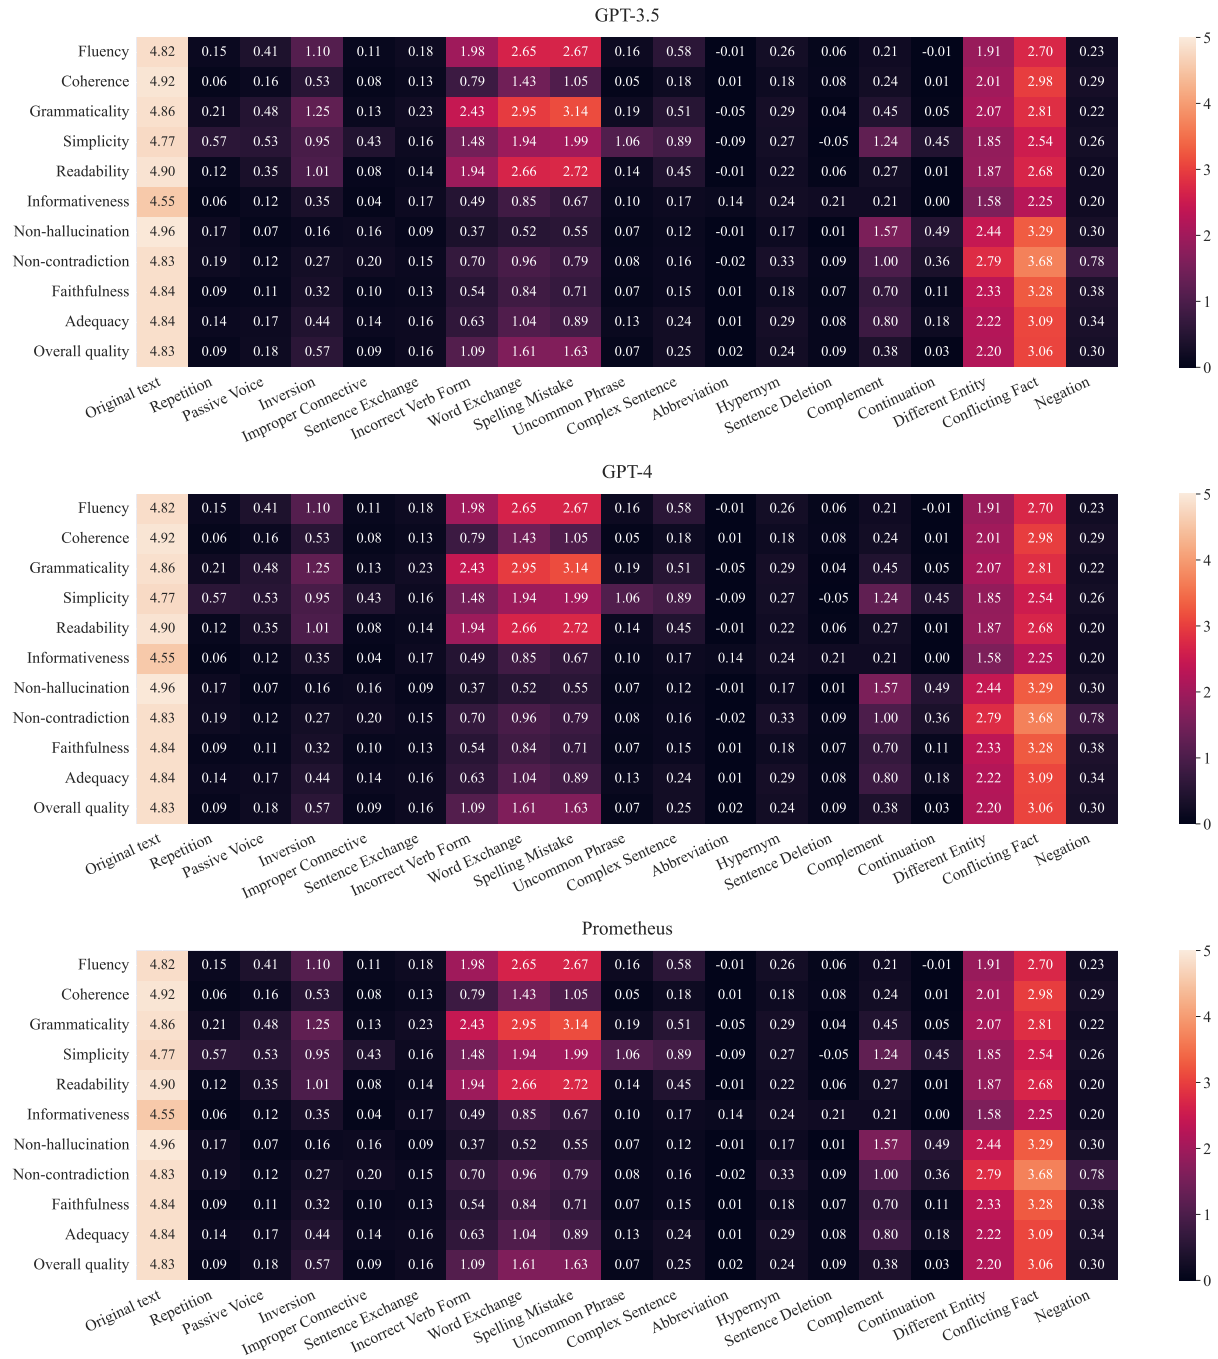 GPT-3.5
Fluency 4.82 0.15 0.41 1.10 0.11 0.18 1.98 2.65 2.67 0.16 0.58 -0.01 0.26 0.06 0.21 -0.01 1.91 2.70 0.23
Coherence 4.92 0.06 0.16 0.53 0.08 0.13 0.79 1.43 1.05 0.05 0.18 0.01 0.18 0.08 0.24 0.01 2.01 2.98 0.29
Grammaticality 4.86 0.21 0.48 1.25 0.13 0.23 2.43 2.95 3.14 0.19 0.51 -0.05 0.29 0.04 0.45 0.05 2.07 2.81 0.22
Simplicity 4.77 0.57 0.53 0.95 0.43 0.16 1.48 1.94 1.99 1.06 0.89 -0.09 0.27 -0.05 1.24 0.45 1.85 2.54 0.26
Readability 4.90 0.12 0.35 1.01 0.08 0.14 1.94 2.66 2.72 0.14 0.45 -0.01 0.22 0.06 0.27 0.01 1.87 2.68 0.20
Informativeness 4.55 0.06 0.12 0.35 0.04 0.17 0.49 0.85 0.67 0.10 0.17 0.14 0.24 0.21 0.21 0.00 1.58 2.25 0.20
Non-hallucination 4.96 0.17 0.07 0.16 0.16 0.09 0.37 0.52 0.55 0.07 0.12 -0.01 0.17 0.01 1.57 0.49 2.44 3.29 0.30
Non-contradiction 4.83 0.19 0.12 0.27 0.20 0.15 0.70 0.96 0.79 0.08 0.16 -0.02 0.33 0.09 1.00 0.36 2.79 3.68 0.78
Faithfulness 4.84 0.09 0.11 0.32 0.10 0.13 0.54 0.84 0.71 0.07 0.15 0.01 0.18 0.07 0.70 0.11 2.33 3.28 0.38
Adequacy 4.84 0.14 0.17 0.44 0.14 0.16 0.63 1.04 0.89 0.13 0.24 0.01 0.29 0.08 0.80 0.18 2.22 3.09 0.34
Overall quality 4.83 0.09 0.18 0.57 0.09 0.16 1.09 1.61 1.63 0.07 0.25 0.02 0.24 0.09 0.38 0.03 2.20 3.06 0.30
Original text Repetition Passive Voice Inversion Improper Connective Sentence Exchange Incorrect Verb Form Word Exchange Spelling Mistake Uncommon Phrase Complex Sentence Abbreviation Hypernym Sentence Deletion Complement Continuation Different Entity Conflicting Fact Negation
5
4
3
2
1
0
GPT-4
Fluency 4.82 0.15 0.41 1.10 0.11 0.18 1.98 2.65 2.67 0.16 0.58 -0.01 0.26 0.06 0.21 -0.01 1.91 2.70 0.23
Coherence 4.92 0.06 0.16 0.53 0.08 0.13 0.79 1.43 1.05 0.05 0.18 0.01 0.18 0.08 0.24 0.01 2.01 2.98 0.29
Grammaticality 4.86 0.21 0.48 1.25 0.13 0.23 2.43 2.95 3.14 0.19 0.51 -0.05 0.29 0.04 0.45 0.05 2.07 2.81 0.22
Simplicity 4.77 0.57 0.53 0.95 0.43 0.16 1.48 1.94 1.99 1.06 0.89 -0.09 0.27 -0.05 1.24 0.45 1.85 2.54 0.26
Readability 4.90 0.12 0.35 1.01 0.08 0.14 1.94 2.66 2.72 0.14 0.45 -0.01 0.22 0.06 0.27 0.01 1.87 2.68 0.20
Informativeness 4.55 0.06 0.12 0.35 0.04 0.17 0.49 0.85 0.67 0.10 0.17 0.14 0.24 0.21 0.21 0.00 1.58 2.25 0.20
Non-hallucination 4.96 0.17 0.07 0.16 0.16 0.09 0.37 0.52 0.55 0.07 0.12 -0.01 0.17 0.01 1.57 0.49 2.44 3.29 0.30
Non-contradiction 4.83 0.19 0.12 0.27 0.20 0.15 0.70 0.96 0.79 0.08 0.16 -0.02 0.33 0.09 1.00 0.36 2.79 3.68 0.78
Faithfulness 4.84 0.09 0.11 0.32 0.10 0.13 0.54 0.84 0.71 0.07 0.15 0.01 0.18 0.07 0.70 0.11 2.33 3.28 0.38
Adequacy 4.84 0.14 0.17 0.44 0.14 0.16 0.63 1.04 0.89 0.13 0.24 0.01 0.29 0.08 0.80 0.18 2.22 3.09 0.34
Overall quality 4.83 0.09 0.18 0.57 0.09 0.16 1.09 1.61 1.63 0.07 0.25 0.02 0.24 0.09 0.38 0.03 2.20 3.06 0.30
Original text Repetition Passive Voice Inversion Improper Connective Sentence Exchange Incorrect Verb Form Word Exchange Spelling Mistake Uncommon Phrase Complex Sentence Abbreviation Hypernym Sentence Deletion Complement Continuation Different Entity Conflicting Fact Negation
5
4
3
2
1
0
Prometheus
Fluency 4.82 0.15 0.41 1.10 0.11 0.18 1.98 2.65 2.67 0.16 0.58 -0.01 0.26 0.06 0.21 -0.01 1.91 2.70 0.23
Coherence 4.92 0.06 0.16 0.53 0.08 0.13 0.79 1.43 1.05 0.05 0.18 0.01 0.18 0.08 0.24 0.01 2.01 2.98 0.29
Grammaticality 4.86 0.21 0.48 1.25 0.13 0.23 2.43 2.95 3.14 0.19 0.51 -0.05 0.29 0.04 0.45 0.05 2.07 2.81 0.22
Simplicity 4.77 0.57 0.53 0.95 0.43 0.16 1.48 1.94 1.99 1.06 0.89 -0.09 0.27 -0.05 1.24 0.45 1.85 2.54 0.26
Readability 4.90 0.12 0.35 1.01 0.08 0.14 1.94 2.66 2.72 0.14 0.45 -0.01 0.22 0.06 0.27 0.01 1.87 2.68 0.20
Informativeness 4.55 0.06 0.12 0.35 0.04 0.17 0.49 0.85 0.67 0.10 0.17 0.14 0.24 0.21 0.21 0.00 1.58 2.25 0.20
Non-hallucination 4.96 0.17 0.07 0.16 0.16 0.09 0.37 0.52 0.55 0.07 0.12 -0.01 0.17 0.01 1.57 0.49 2.44 3.29 0.30
Non-contradiction 4.83 0.19 0.12 0.27 0.20 0.15 0.70 0.96 0.79 0.08 0.16 -0.02 0.33 0.09 1.00 0.36 2.79 3.68 0.78
Faithfulness 4.84 0.09 0.11 0.32 0.10 0.13 0.54 0.84 0.71 0.07 0.15 0.01 0.18 0.07 0.70 0.11 2.33 3.28 0.38
Adequacy 4.84 0.14 0.17 0.44 0.14 0.16 0.63 1.04 0.89 0.13 0.24 0.01 0.29 0.08 0.80 0.18 2.22 3.09 0.34
Overall quality 4.83 0.09 0.18 0.57 0.09 0.16 1.09 1.61 1.63 0.07 0.25 0.02 0.24 0.09 0.38 0.03 2.20 3.06 0.30
Original text Repetition Passive Voice Inversion Improper Connective Sentence Exchange Incorrect Verb Form Word Exchange Spelling Mistake Uncommon Phrase Complex Sentence Abbreviation Hypernym Sentence Deletion Complement Continuation Different Entity Conflicting Fact Negation
5
4
3
2
1
0